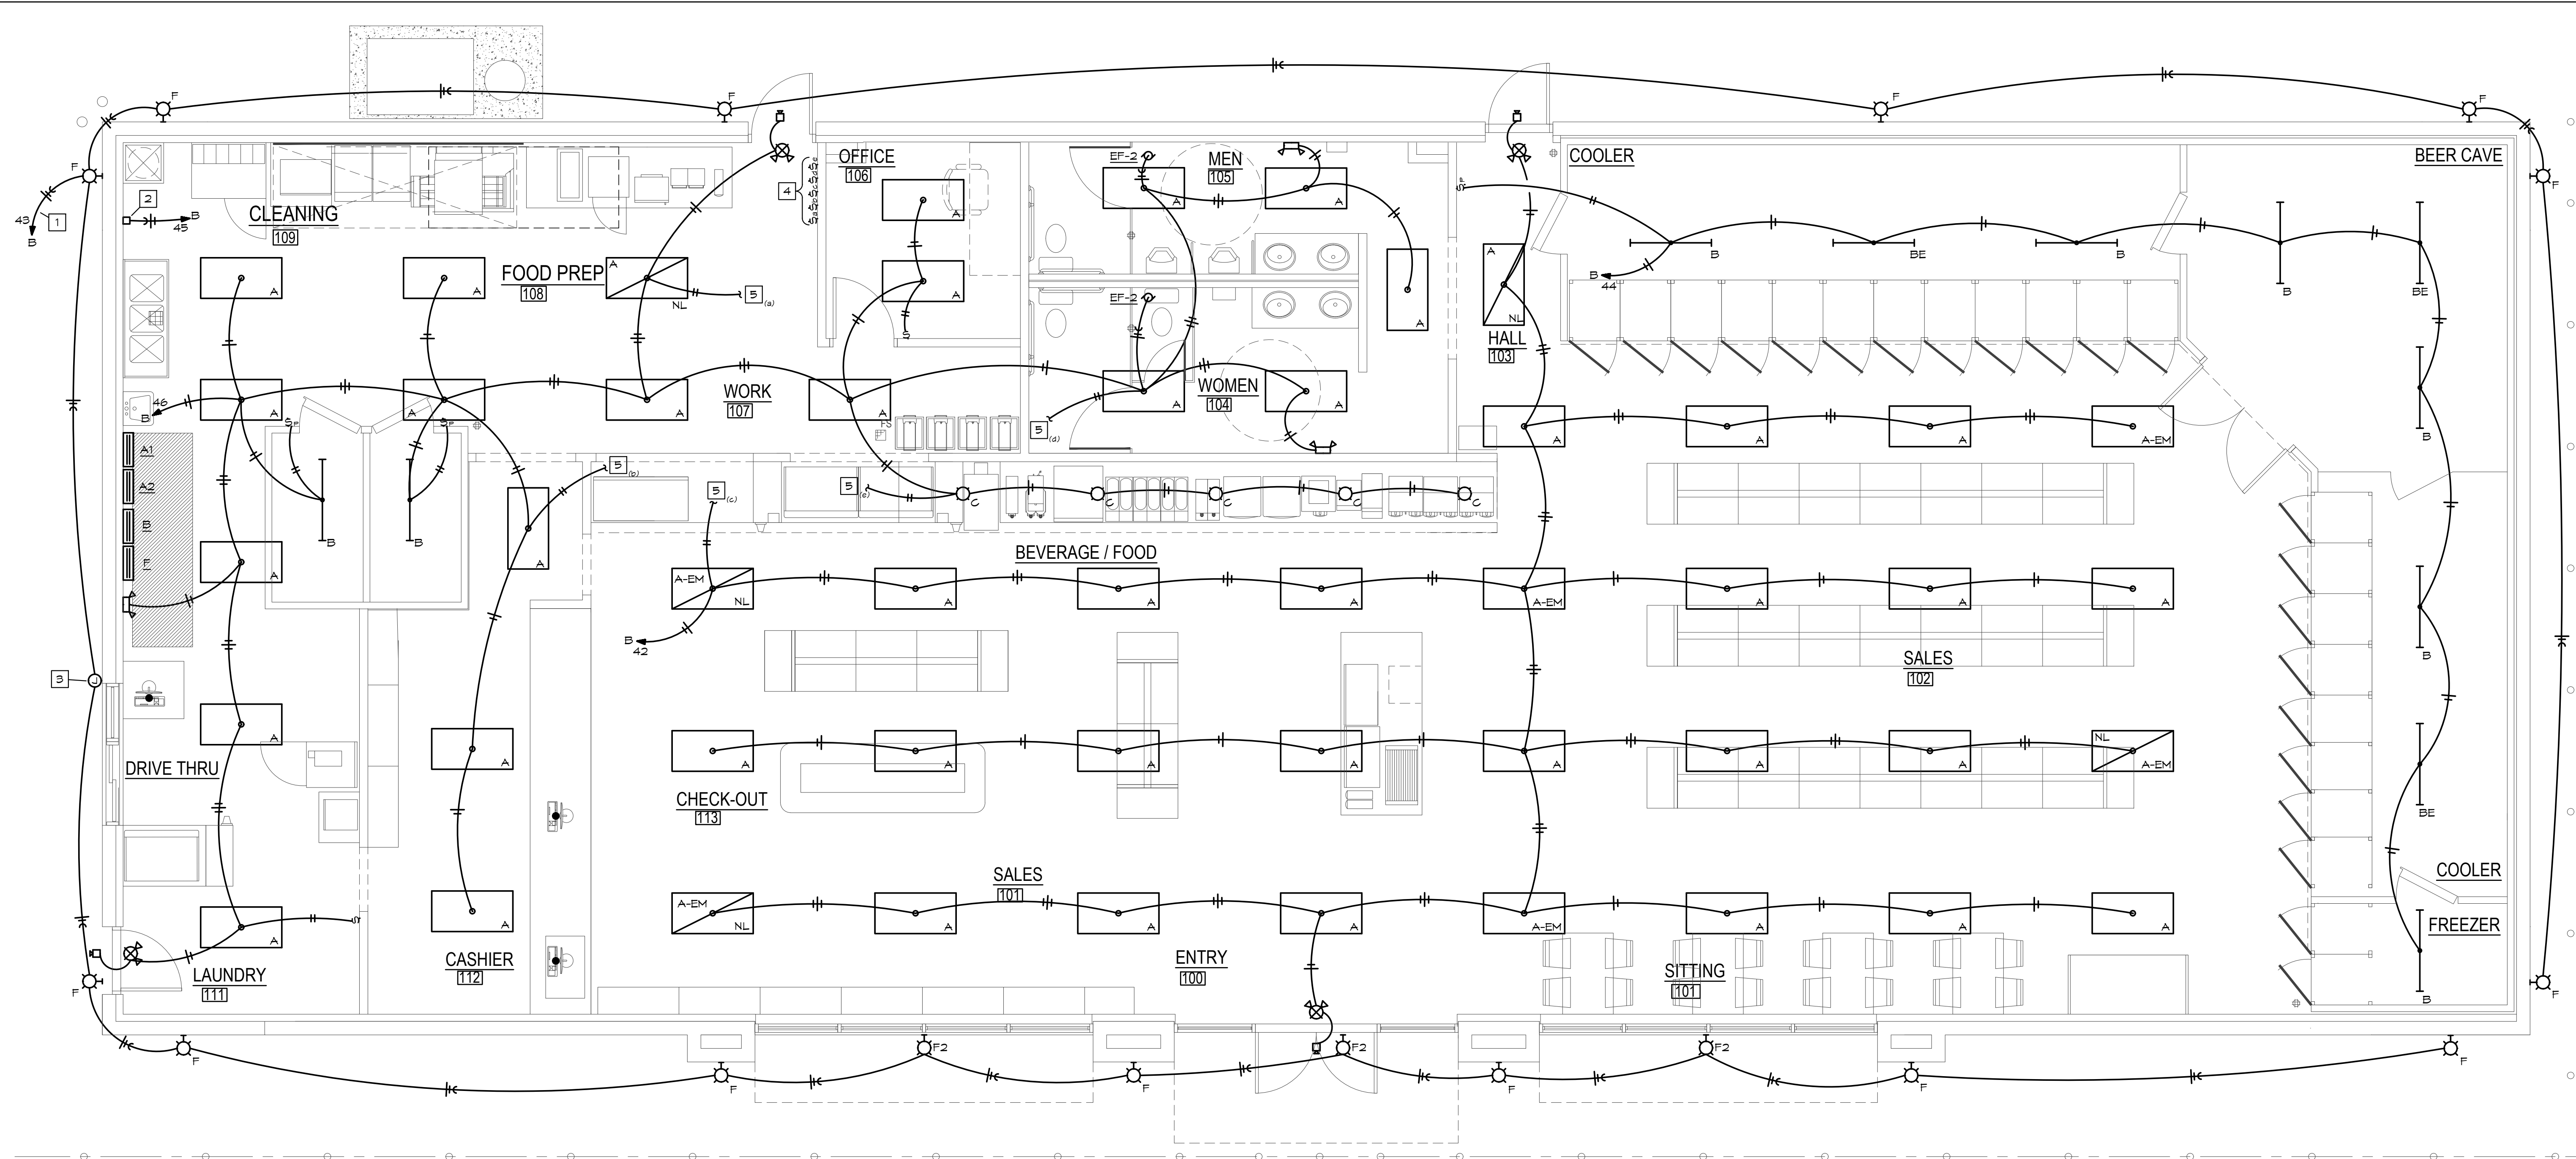 F
F
F
F
F
F
43
B
1
2
B
45
CLEANING
109
4
$e
$d
$c
$b
$a
OFFICE
106
A
EF-2
A
MEN
105
A
$P
COOLER
BEER CAVE
B
BE
B
B
BE
B
44
A
A
FOOD PREP
108
A
NL
5
(a)
A
S
EF-2
A
A
NL
HALL
103
46
B
A
A
A
WORK
107
A
A
WOMEN
104
A
5
(d)
A
A
A
A-EM
B
$P
$P
FS
A1
A2
B
F
B
B
5
(b)
5
(c)
5
(e)
C
C
C
C
C
A
A
BEVERAGE / FOOD
A-EM
NL
A
A
A
A-EM
A
A
A
B
B
42
3
J
SALES
102
A
A
DRIVE THRU
A
A
A
A
A
A
A
NL
A-EM
CHECK-OUT
113
BE
SALES
101
COOLER
A-EM
NL
A
A
A
A-EM
A
A
A
A
A
$
FREEZER
LAUNDRY
111
CASHIER
112
ENTRY
100
SITTING
101
B
F
F
F
F
F2
F
F2
F
F2
F
F